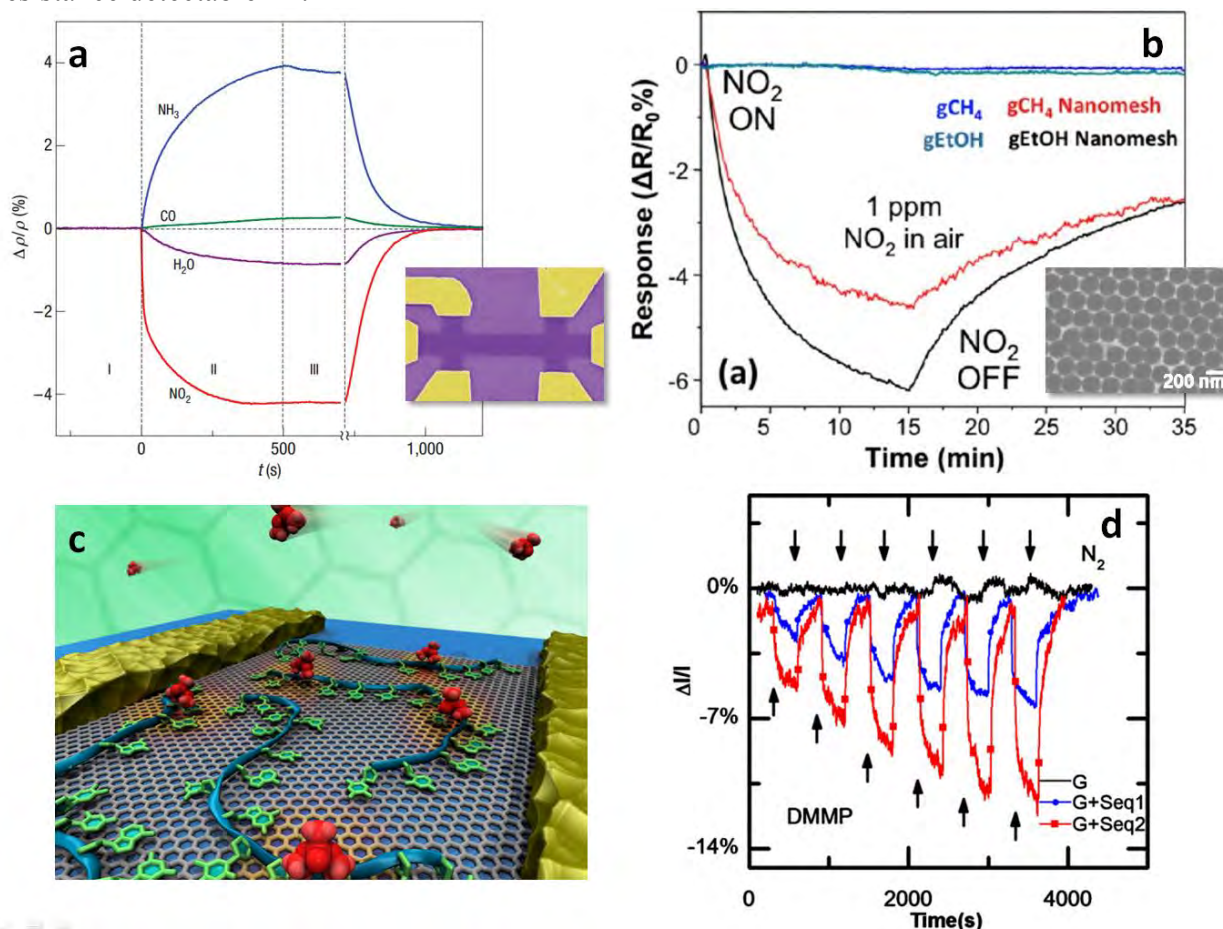 a
4
2
0
−2
−4
Δρ/ρ (%)
NH3
CO
H2O
NO2
I
II
III
0
500
1,000
t (s)
b
0
-2
-4
-6
Response (ΔR/R0%)
NO2
ON
gCH4 gCH4 Nanomesh
gEtOH gEtOH Nanomesh
1 ppm
NO2 in air
NO2
OFF
(a)
200 nm
0 5 10 15 20 25 30 35
Time (min)
c
d
N2
0%
-7%
-14%
ΔI/I
DMMP
G
G+Seq1
G+Seq2
0 2000 4000
Time(s)